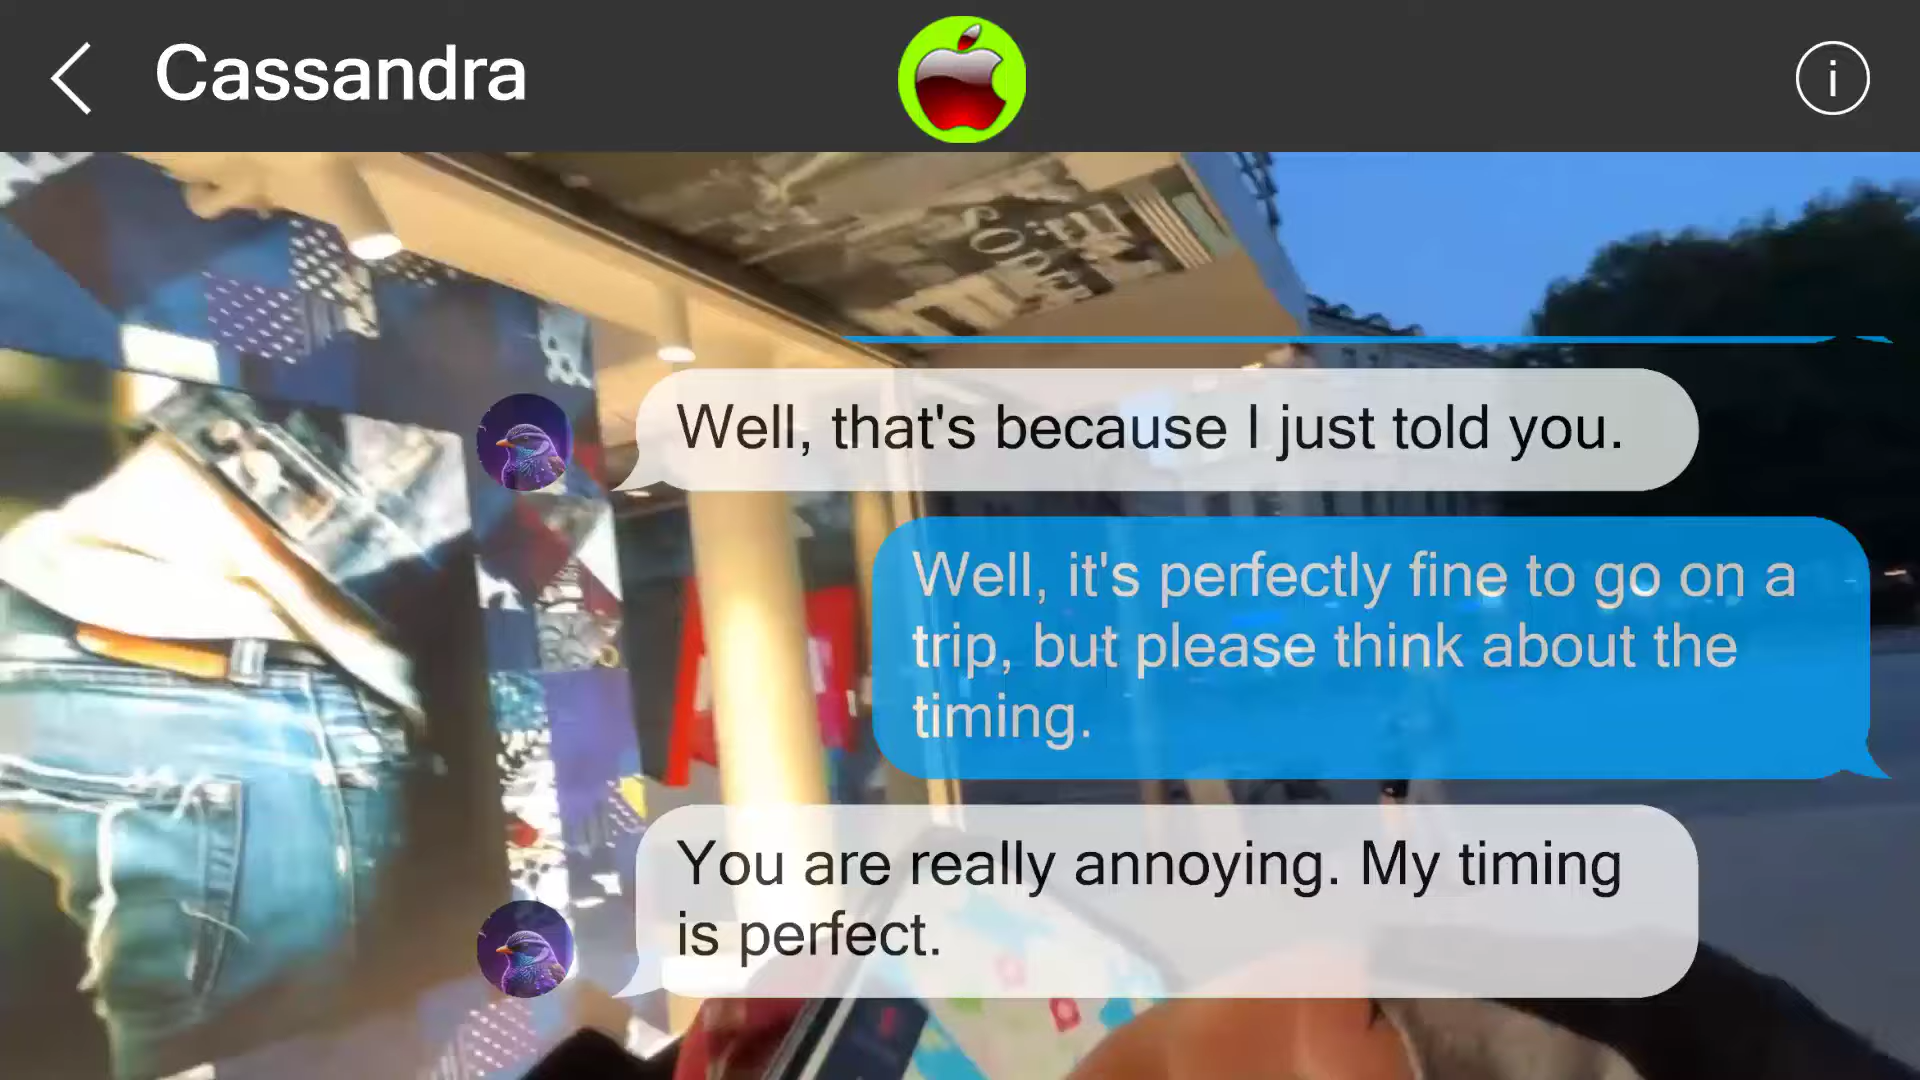 Cassandra
Well, that's because I just told you.
Well, it's perfectly fine to go on a
trip, but please think about the
timing.
You are really annoying. My timing
is perfect.